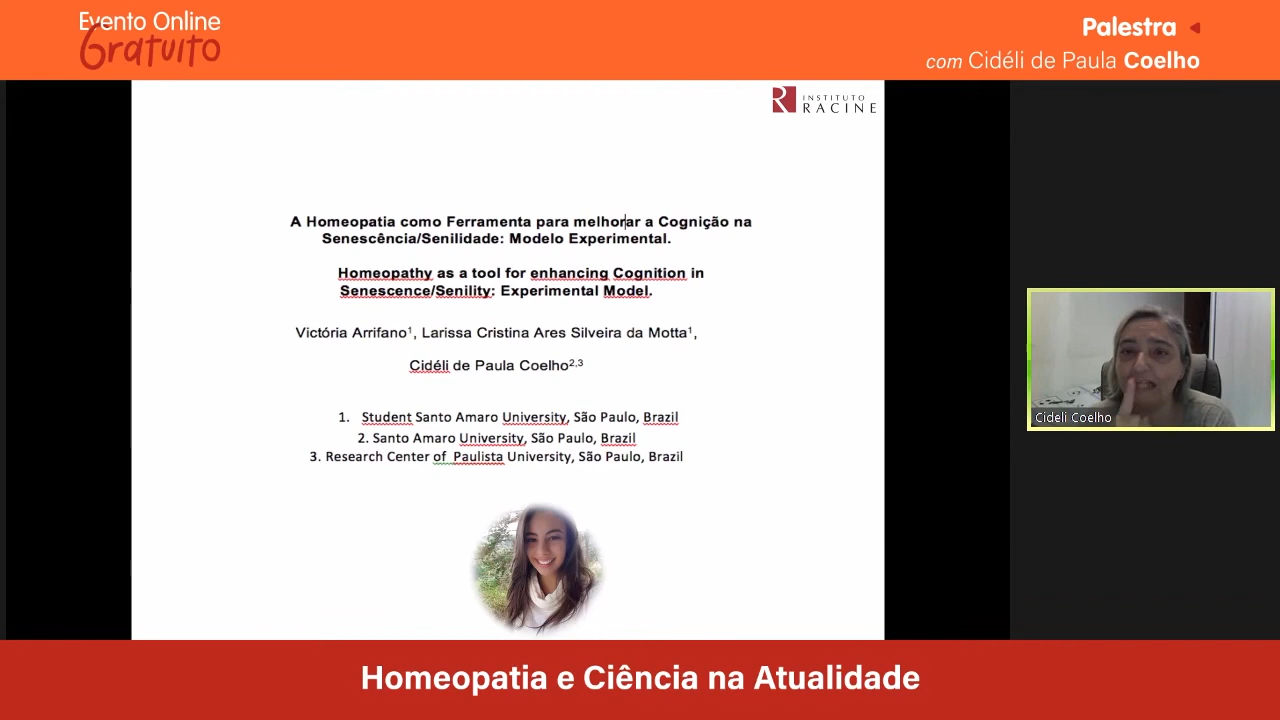 Evento Online
Gratuito
Palestra
com Cidéli de Paula Coelho
INSTITUTO
RACINE
A Homeopatia como Ferramenta para melhorar a Cognição na
Senescência/Senilidade: Modelo Experimental.
Homeopathy as a tool for enhancing Cognition in
Senescence/Senility: Experimental Model.
Victória Arrifano¹, Larissa Cristina Ares Silveira da Motta¹,
Cidéli de Paula Coelho²,³
1. Student Santo Amaro University, São Paulo, Brazil
2. Santo Amaro University, São Paulo, Brazil
3. Research Center of Paulista University, São Paulo, Brazil
Cideli Coelho
Homeopatia e Ciência na Atualidade